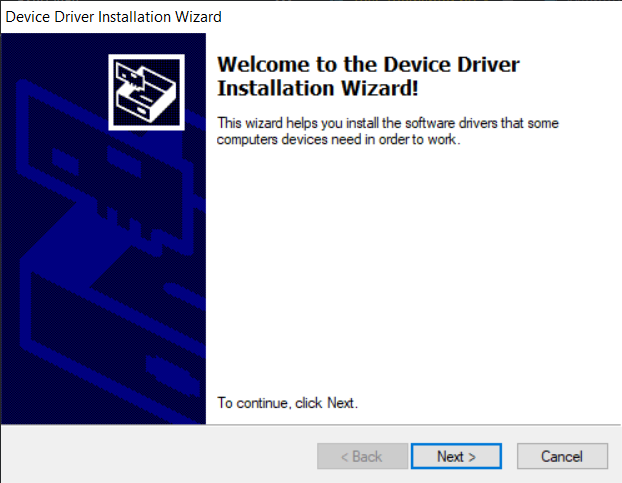 Device Driver Installation Wizard
Welcome to the Device Driver
Installation Wizard!
This wizard helps you install the software drivers that some
computers devices need in order to work.
To continue, click Next.
< Back
Next >
Cancel